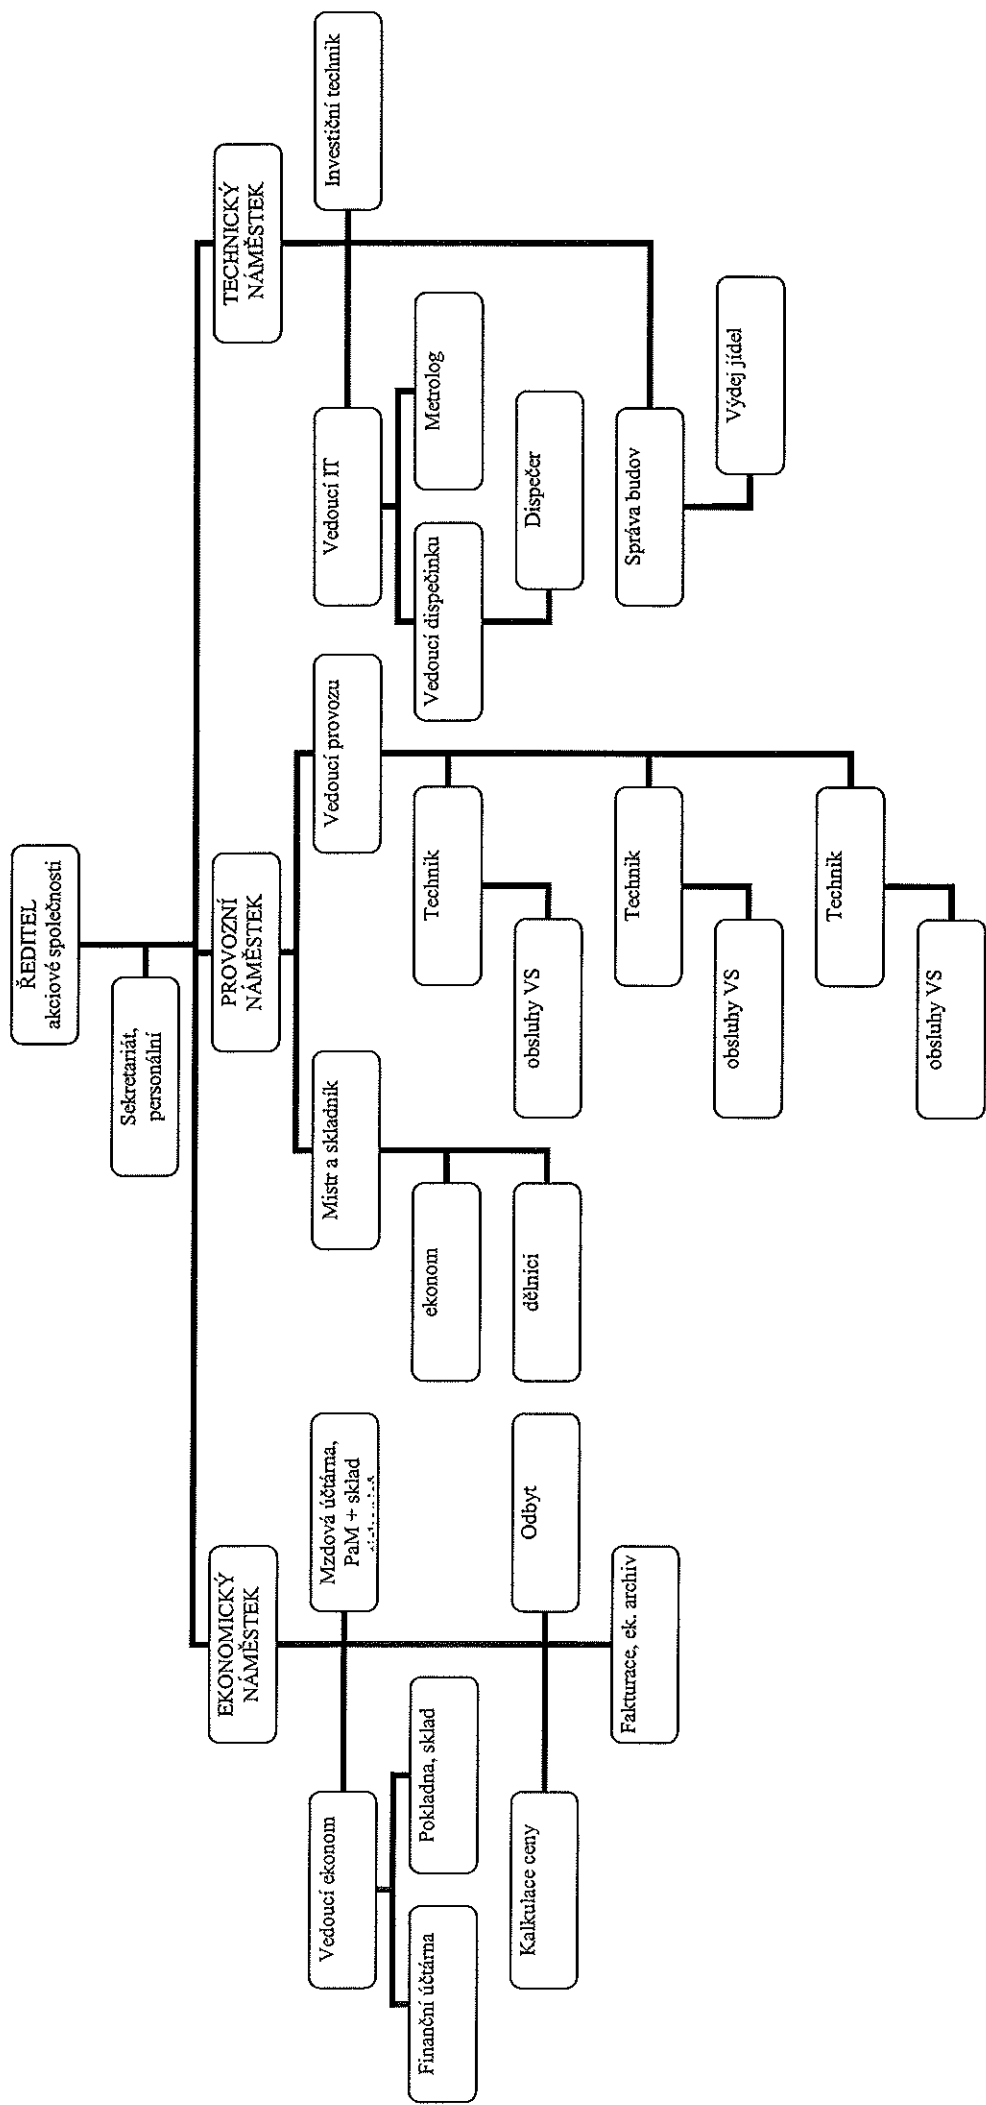 ŘEDITEL
akciové společnosti
Sekretariát,
personální
EKONOMICKÝ
NÁMĚSTEK
PROVOZNÍ
NÁMĚSTEK
TECHNICKÝ
NÁMĚSTEK
Vedoucí ekonom
Mzdová účtárna,
PaM + sklad
Finanční účtárna
Pokladna, sklad
Kalkulace ceny
Odbyt
Fakturace, ek. archiv
Mistr a skladník
ekonom
dělníci
Vedoucí provozu
Technik
obsluhy VS
Technik
obsluhy VS
Technik
obsluhy VS
Vedoucí IT
Investiční technik
Vedoucí dispečinku
Metrolog
Dispečer
Správa budov
Výdej jídel